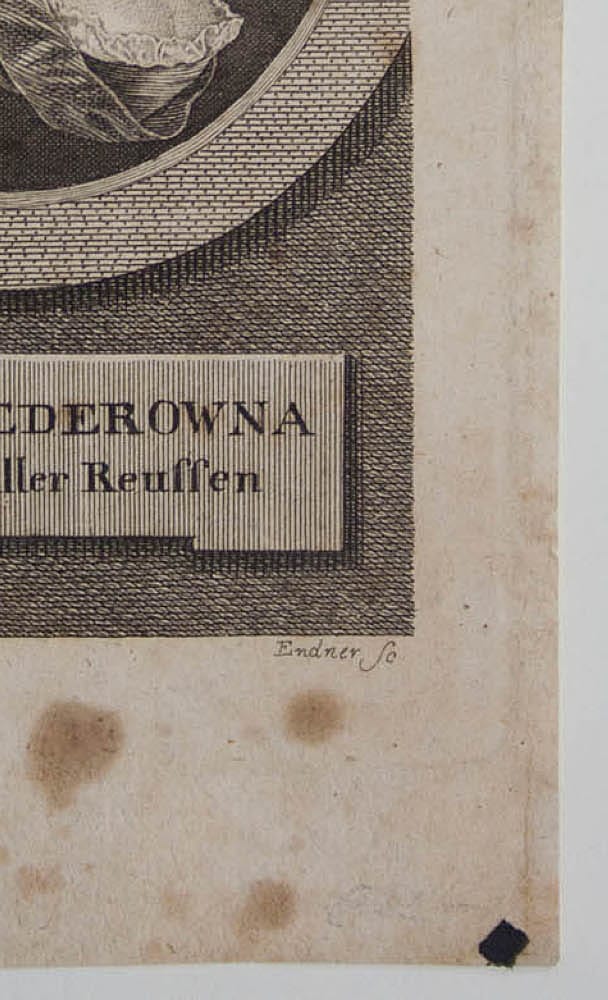 EDEROWNA
ller Reuſſen
Endner ſc